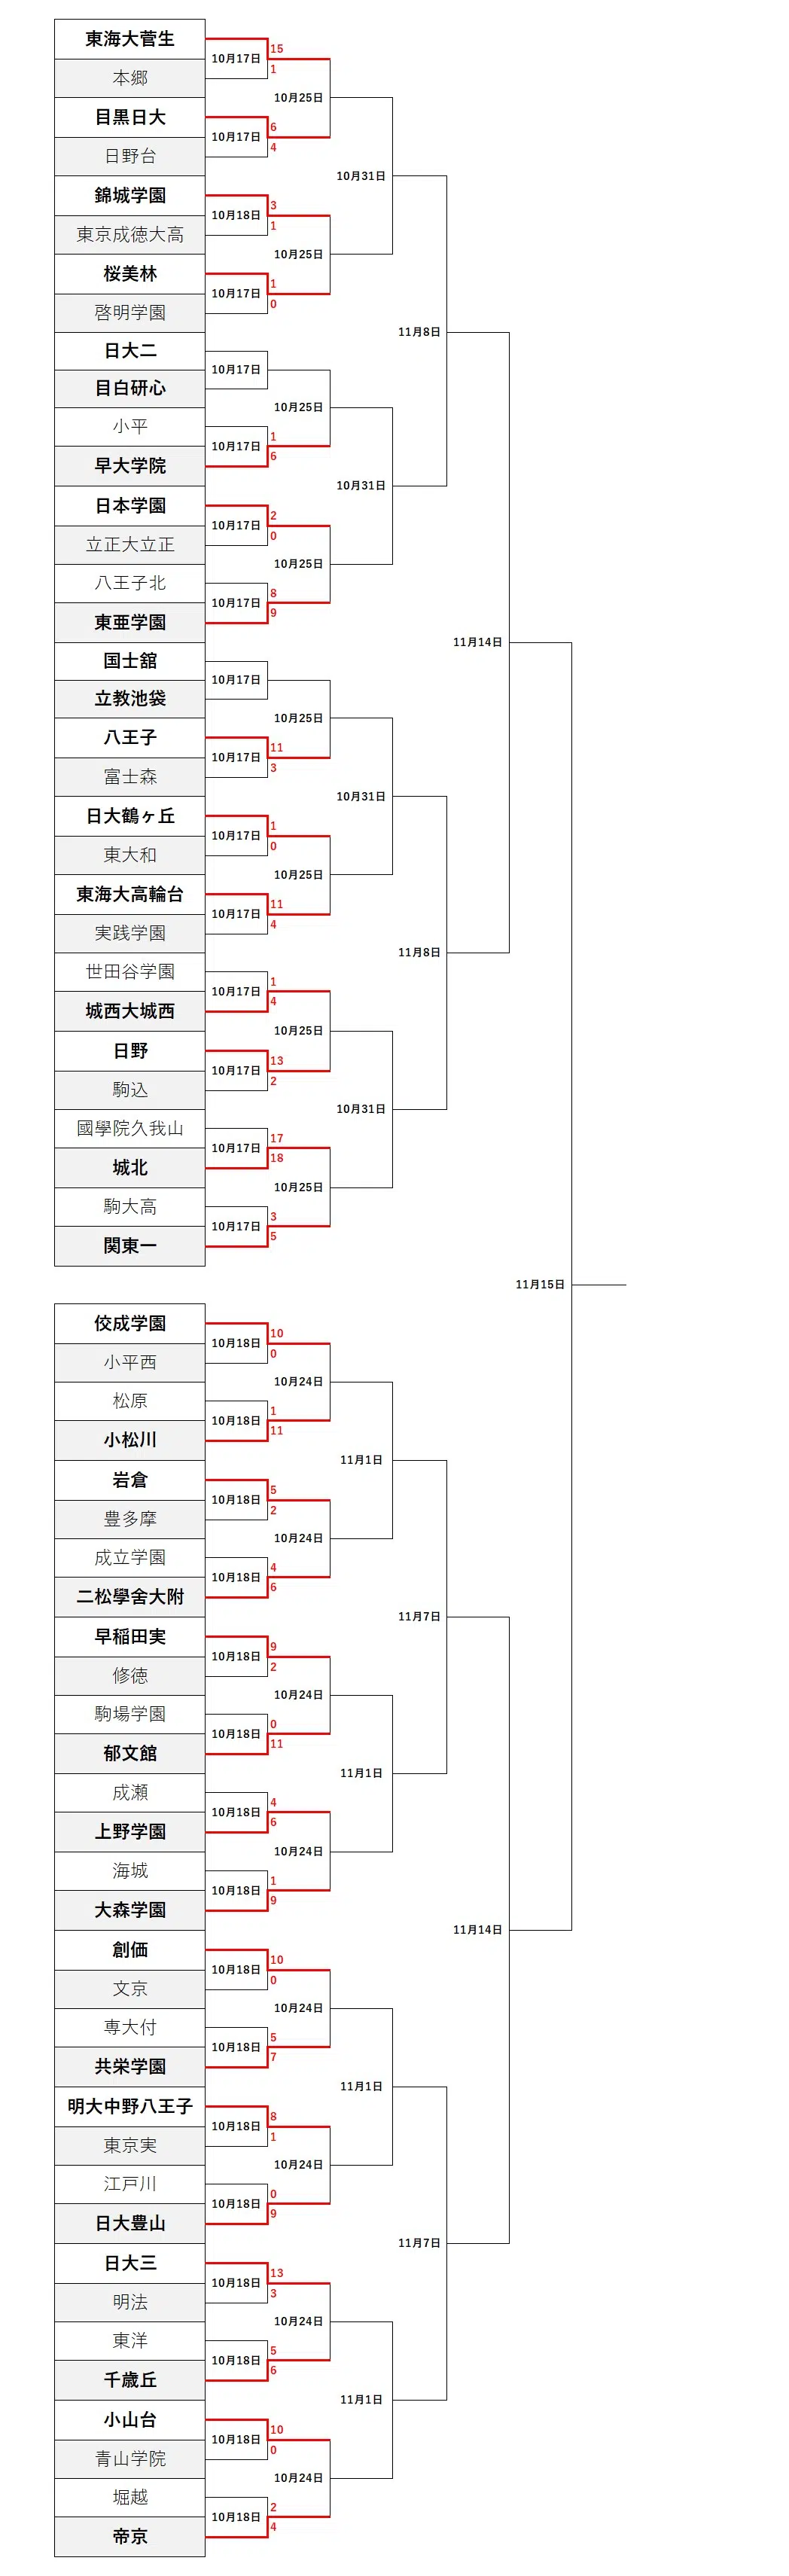 東海大菅生
10月17日
15
1
本郷
10月25日
目黒日大
10月17日
6
4
日野台
10月31日
錦城学園
10月18日
3
1
東京成徳大高
10月25日
桜美林
10月17日
1
0
啓明学園
11月8日
日大二
10月17日
目白研心
10月25日
小平
10月17日
1
6
早大学院
10月31日
日本学園
10月17日
2
0
立正大立正
10月25日
八王子北
10月17日
8
9
東亜学園
11月14日
国士舘
10月17日
立教池袋
10月25日
八王子
10月17日
11
3
富士森
10月31日
日大鶴ヶ丘
10月17日
1
0
東大和
10月25日
東海大高輪台
10月17日
11
4
実践学園
11月8日
世田谷学園
10月17日
1
4
城西大城西
10月25日
日野
10月17日
13
2
駒込
10月31日
國學院久我山
10月17日
17
18
城北
10月25日
駒大高
10月17日
3
5
関東一
11月15日
佼成学園
10月18日
10
0
小平西
10月24日
松原
10月18日
1
11
小松川
11月1日
岩倉
10月18日
5
2
豊多摩
10月24日
成立学園
10月18日
4
6
二松學舍大附
11月7日
早稲田実
10月18日
9
2
修徳
10月24日
駒場学園
10月18日
0
11
郁文館
11月1日
成瀬
10月18日
4
6
上野学園
10月24日
海城
10月18日
1
9
大森学園
11月14日
創価
10月18日
10
0
文京
10月24日
専大付
10月18日
5
7
共栄学園
11月1日
明大中野八王子
10月18日
8
1
東京実
10月24日
江戸川
10月18日
0
9
日大豊山
11月7日
日大三
10月18日
13
3
明法
10月24日
東洋
10月18日
5
6
千歳丘
11月1日
小山台
10月18日
10
0
青山学院
10月24日
堀越
10月18日
2
4
帝京